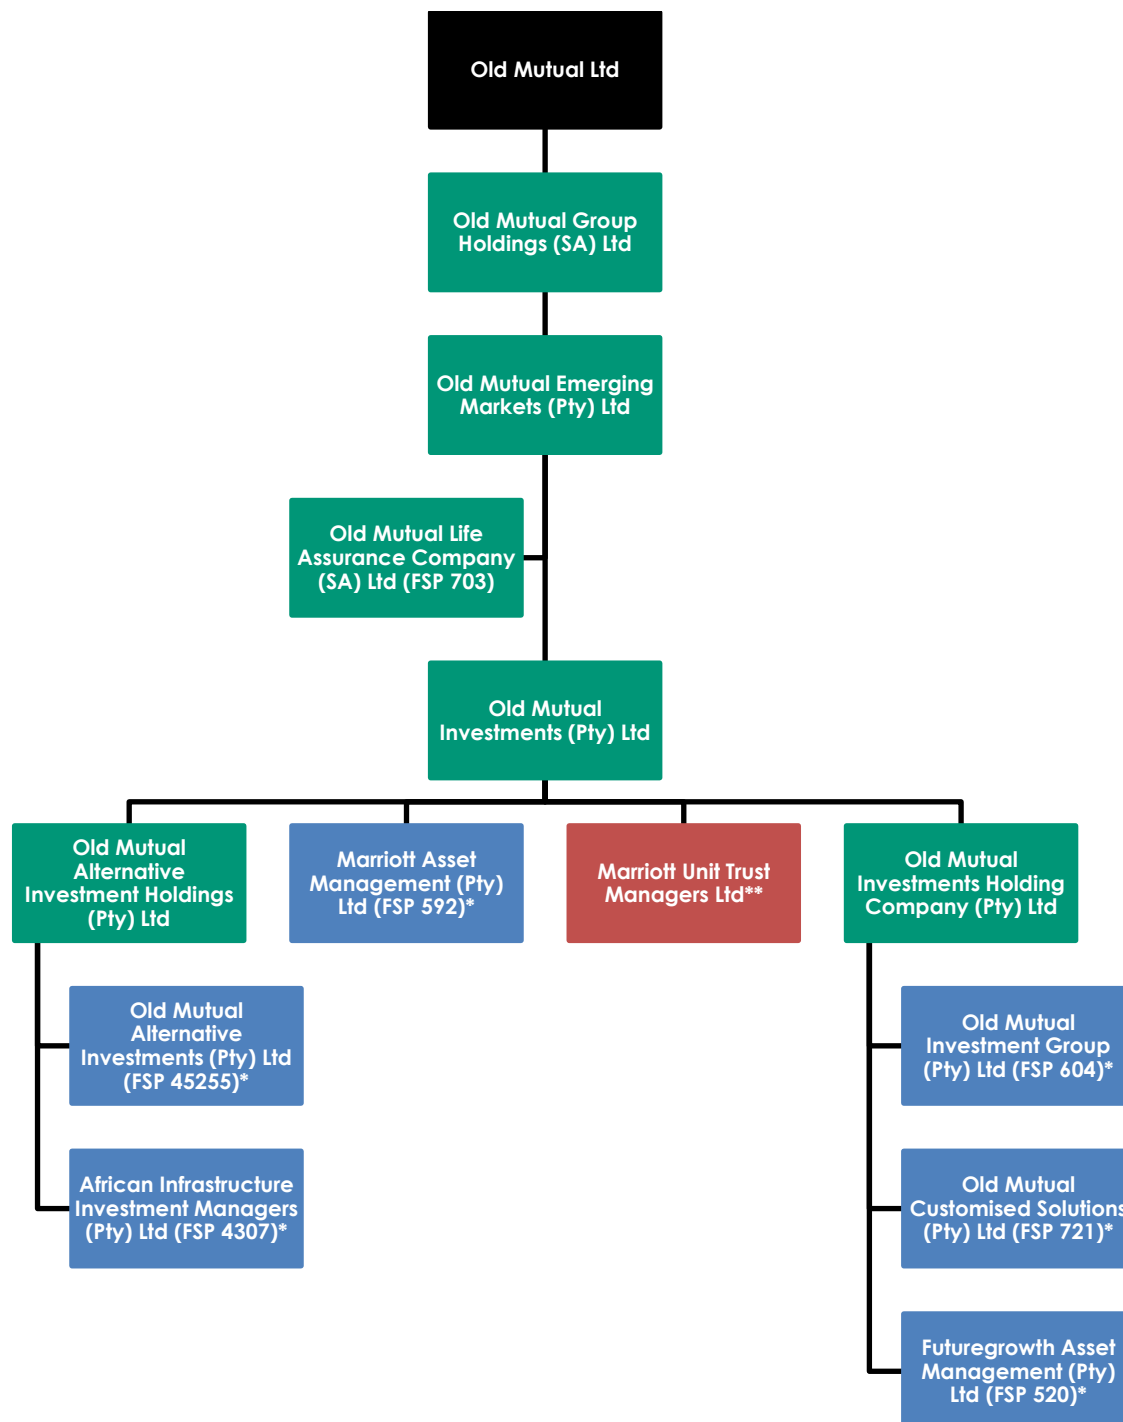 Old Mutual Ltd
Old Mutual Group
Holdings (SA) Ltd
Old Mutual Emerging
Markets (Pty) Ltd
Old Mutual Life
Assurance Company
(SA) Ltd (FSP 703)
Old Mutual
Investments (Pty) Ltd
Old Mutual
Alternative
Investment Holdings
(Pty) Ltd
Marriott Asset
Management (Pty)
Ltd (FSP 592)*
Marriott Unit Trust
Managers Ltd**
Old Mutual
Investments Holding
Company (Pty) Ltd
Old Mutual
Alternative
Investments (Pty) Ltd
(FSP 45255)*
African Infrastructure
Investment Managers
(Pty) Ltd (FSP 4307)*
Old Mutual
Investment Group
(Pty) Ltd (FSP 604)*
Old Mutual
Customised Solutions
(Pty) Ltd (FSP 721)*
Futuregrowth Asset
Management (Pty)
Ltd (FSP 520)*